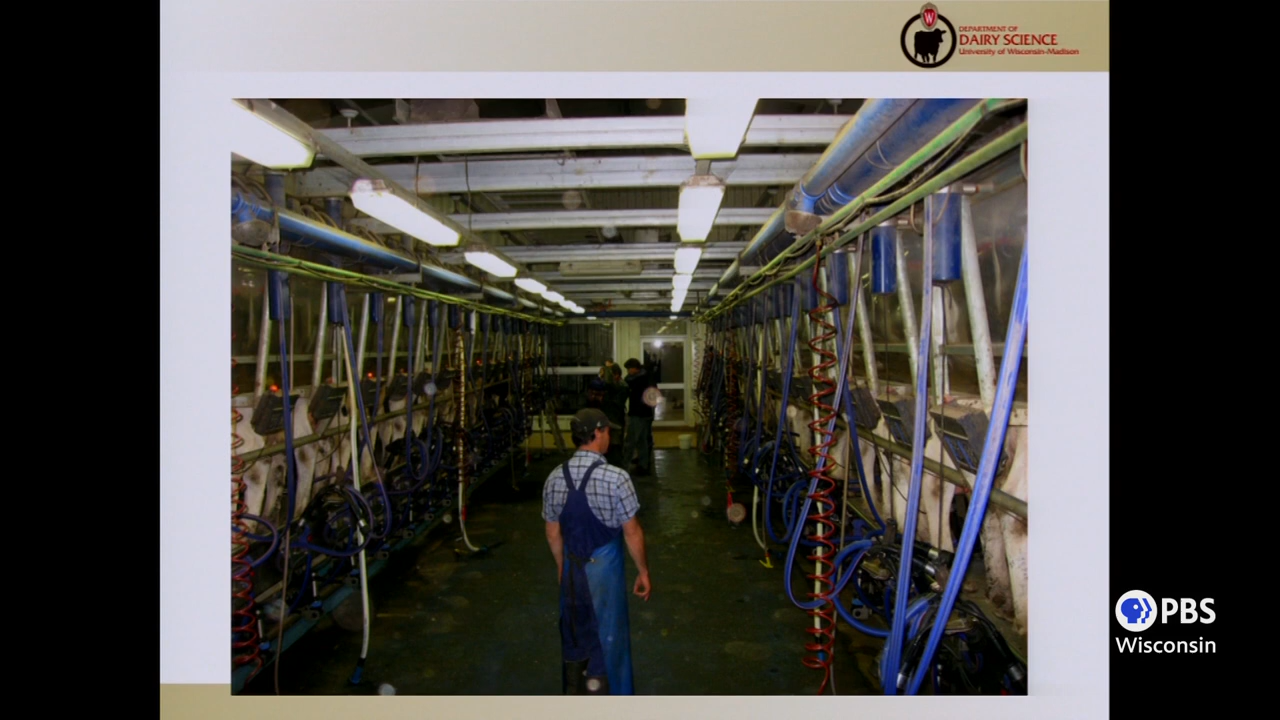 W
DEPARTMENT OF
DAIRY SCIENCE
University of Wisconsin-Madison
PBS
Wisconsin